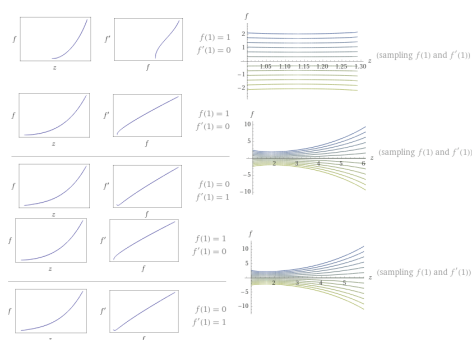 f
f
f′
f(1) = 1
f′(1) = 0
2
1
-1
-2
1.05 1.10 1.15 1.20 1.25 1.30
z
(sampling f(1) and f′(1))
z
f
f
f
f′
f(1) = 1
f′(1) = 0
10
5
-5
-10
2 3 4 5 6
z
(sampling f(1) and f′(1))
z
f
f
f′
f(1) = 0
f′(1) = 1
z
f
f
f
f′
f(1) = 1
f′(1) = 0
10
5
-5
-10
2 3 4 5
z
(sampling f(1) and f′(1))
z
f
f
f′
f(1) = 0
f′(1) = 1